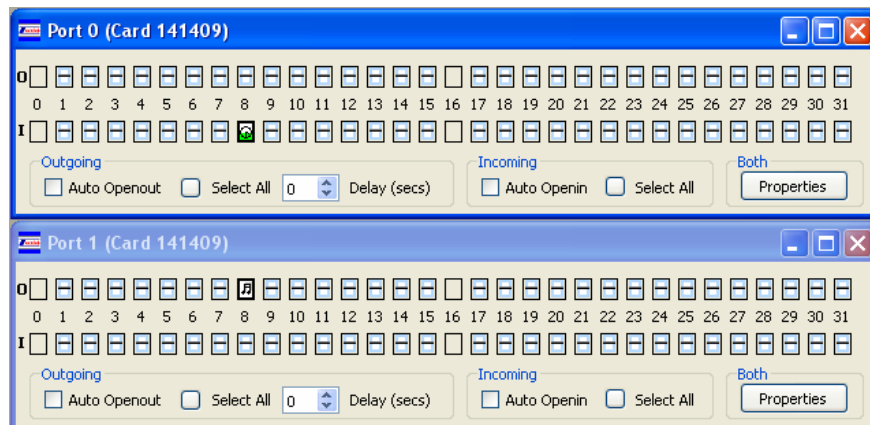 Port 0 (Card 141409)
O
0 1 2 3 4 5 6 7 8 9 10 11 12 13 14 15 16 17 18 19 20 21 22 23 24 25 26 27 28 29 30 31
I
Outgoing Incoming Both
Auto Openout Select All 0 Delay (secs) Auto Openin Select All Properties
Port 1 (Card 141409)
O
0 1 2 3 4 5 6 7 8 9 10 11 12 13 14 15 16 17 18 19 20 21 22 23 24 25 26 27 28 29 30 31
I
Outgoing Incoming Both
Auto Openout Select All 0 Delay (secs) Auto Openin Select All Properties